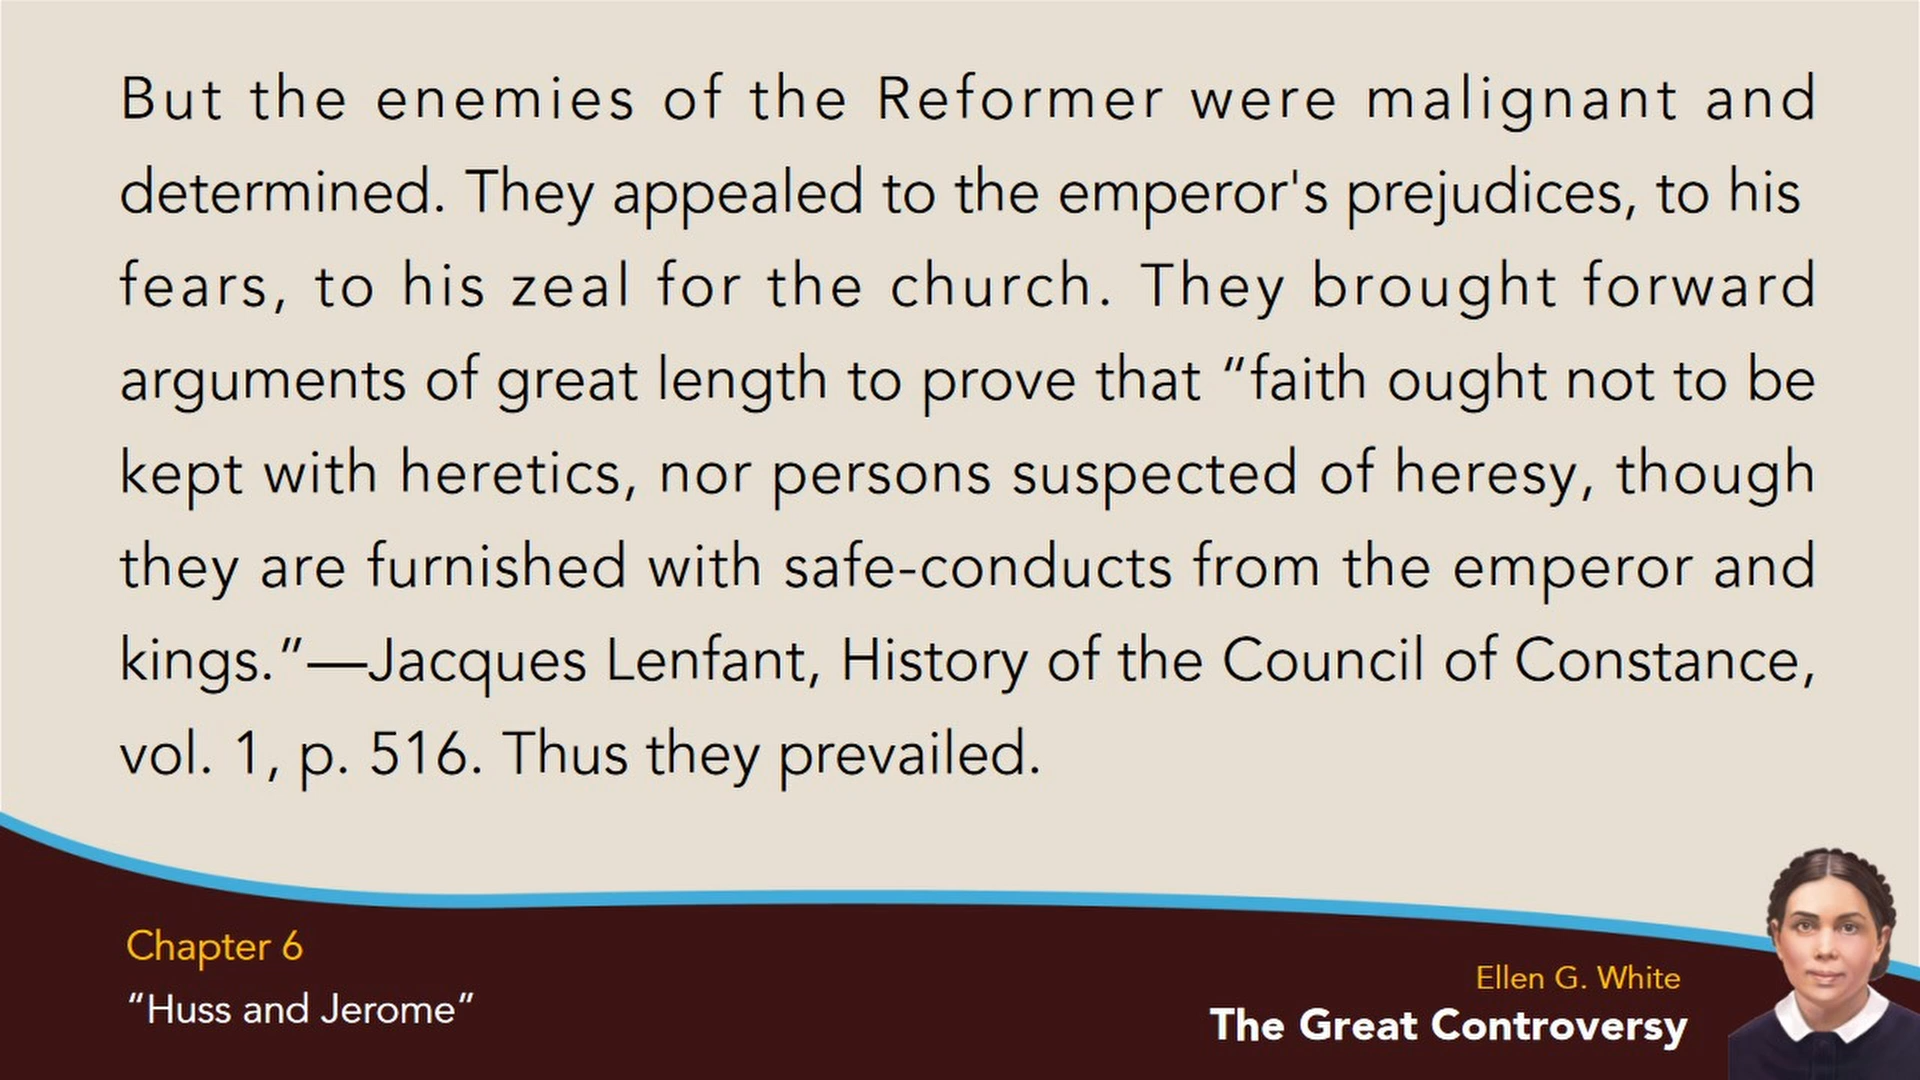 But the enemies of the Reformer were malignant and
determined. They appealed to the emperor's prejudices, to his
fears, to his zeal for the church. They brought forward
arguments of great length to prove that “faith ought not to be
kept with heretics, nor persons suspected of heresy, though
they are furnished with safe-conducts from the emperor and
kings.”—Jacques Lenfant, History of the Council of Constance,
vol. 1, p. 516. Thus they prevailed.
Chapter 6
“Huss and Jerome”
Ellen G. White
The Great Controversy